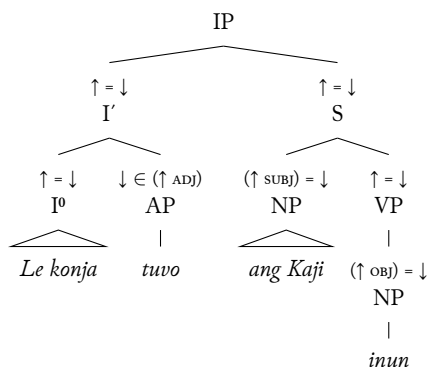 IP
↑ = ↓ ↑ = ↓
I′ S
↑ = ↓ ↓ ∈ (↑ ADJ) (↑ SUBJ) = ↓ ↑ = ↓
I⁰ AP NP VP
Le konja tuvo ang Kaji (↑ OBJ) = ↓
NP
inun